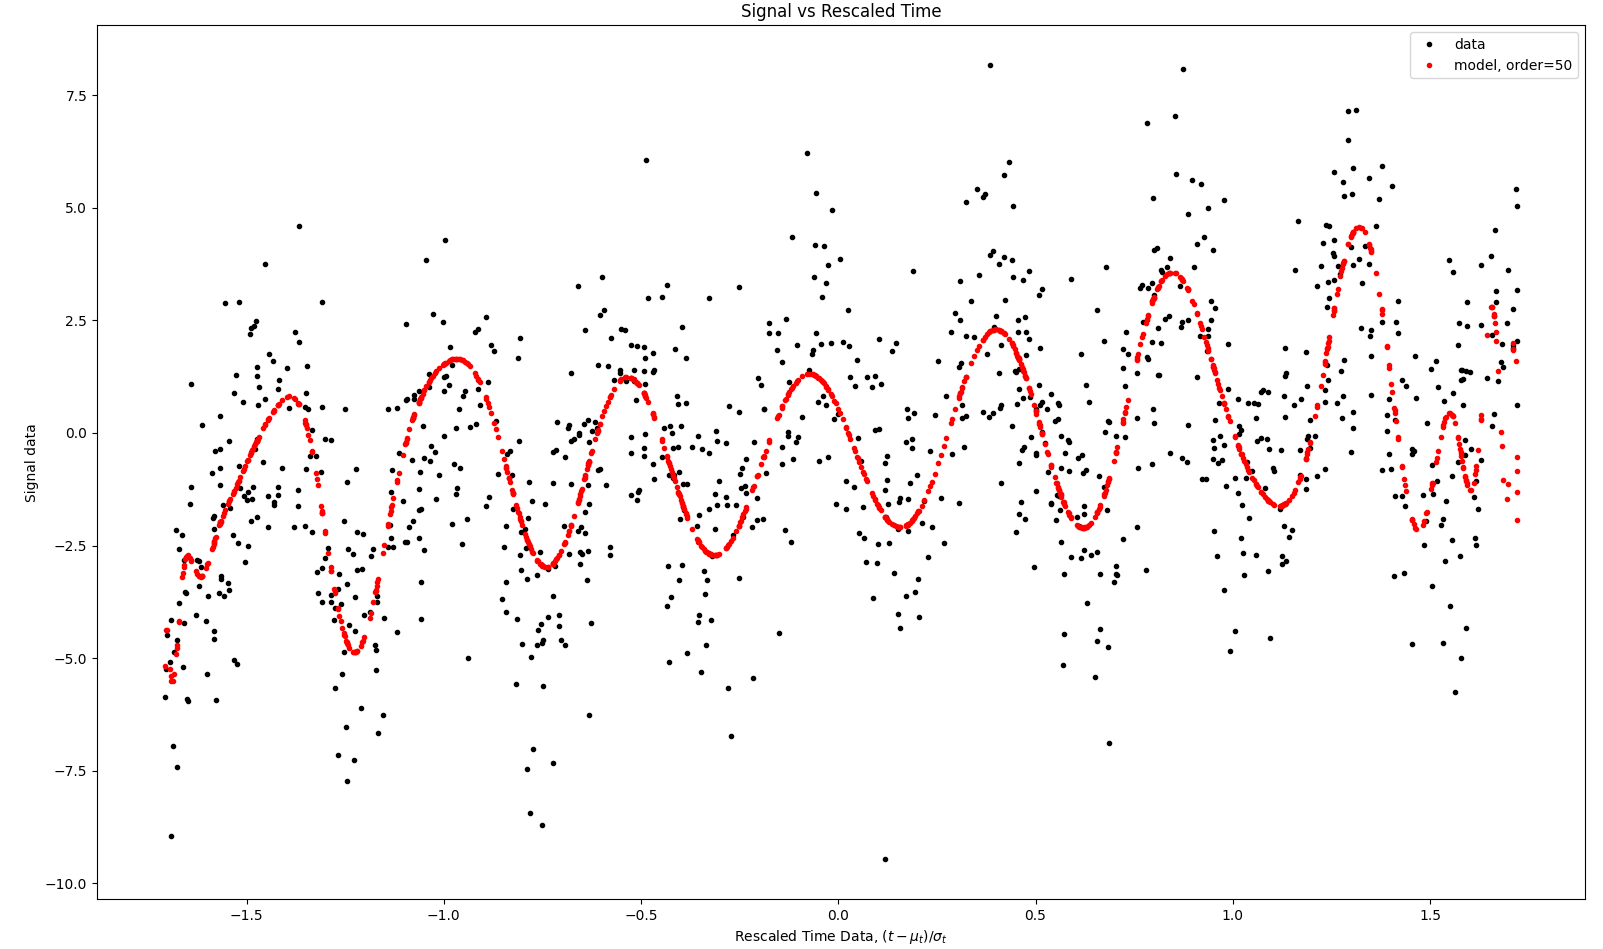 Signal vs Rescaled Time
data
model, order=50
Signal data
7.5
5.0
2.5
0.0
−2.5
−5.0
−7.5
−10.0
−1.5 −1.0 −0.5 0.0 0.5 1.0 1.5
Rescaled Time Data, (t − μt)/σt